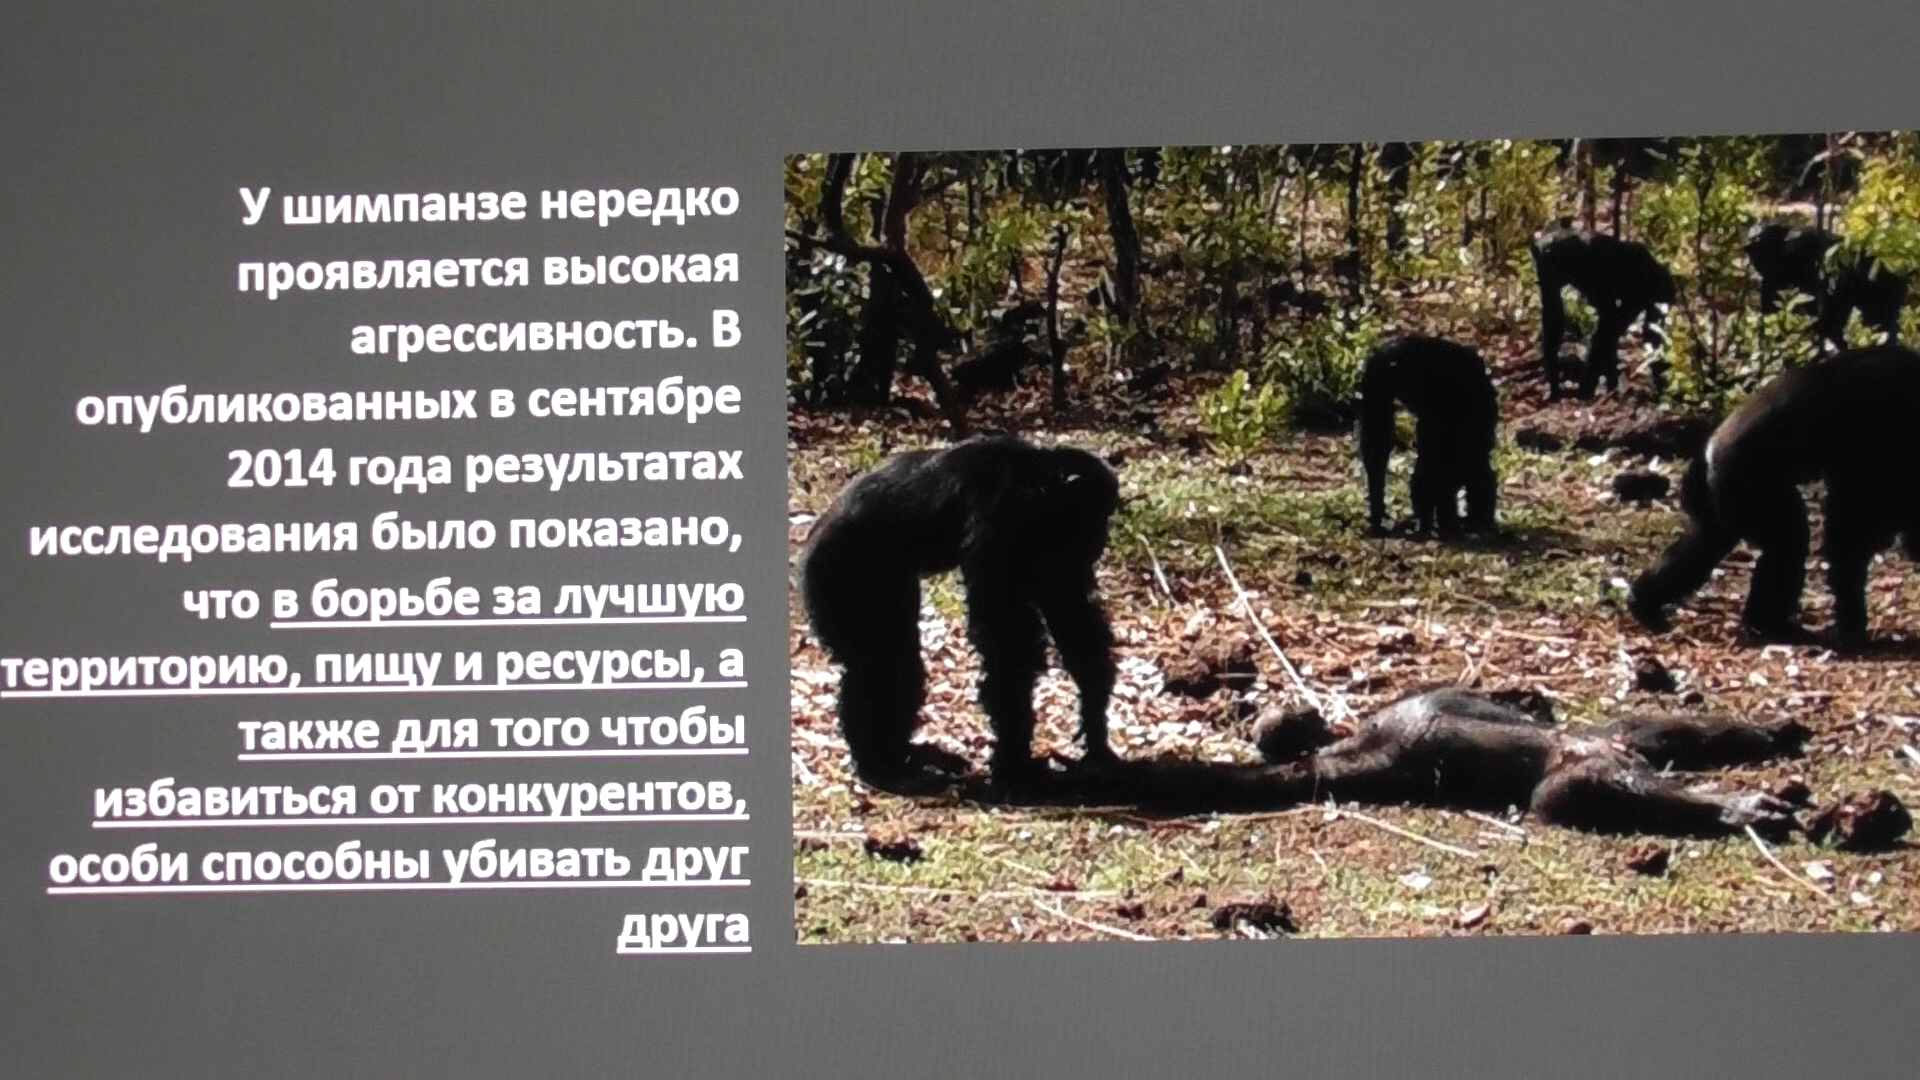 У шимпанзе нередко
проявляется высокая
агрессивность. В
опубликованных в сентябре
2014 года результатах
исследования было показано,
что в борьбе за лучшую
территорию, пищу и ресурсы, а
также для того чтобы
избавиться от конкурентов,
особи способны убивать друг
друга